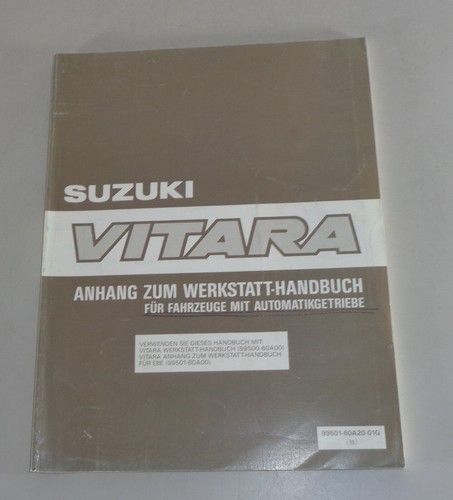 SUZUKI
VITARA
ANHANG ZUM WERKSTATT-HANDBUCH
FÜR FAHRZEUGE MIT AUTOMATIKGETRIEBE
VERWENDEN SIE DIESES HANDBUCH MIT:
VITARA WERKSTATT-HANDBUCH (99500-60A00)
VITARA ANHANG ZUM WERKSTATT-HANDBUCH
FÜR EBE (99501-60A00)
99501-60A20-01G